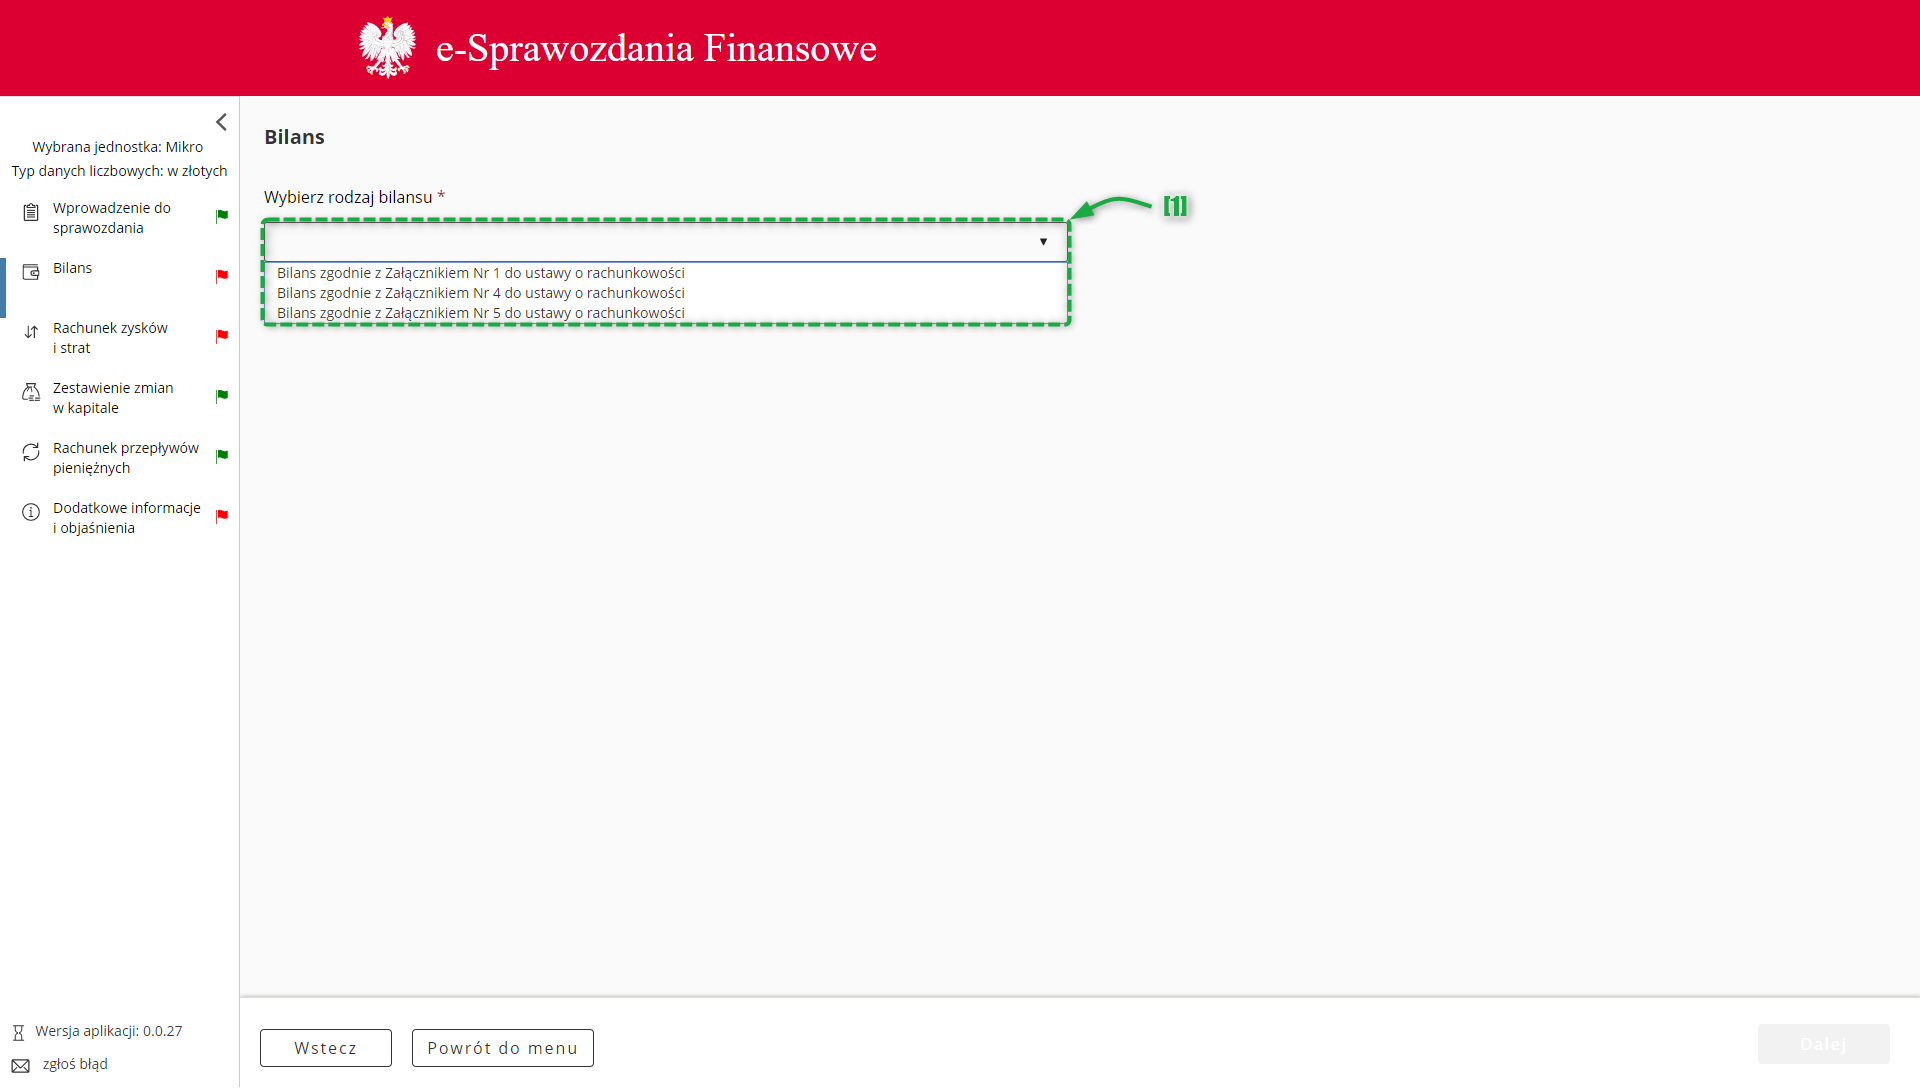 e-Sprawozdania Finansowe
Wybrana jednostka: Mikro
Typ danych liczbowych: w złotych
Wprowadzenie do
sprawozdania
Bilans
Rachunek zysków
i strat
Zestawienie zmian
w kapitale
Rachunek przepływów
pieniężnych
Dodatkowe informacje
i objaśnienia
Wersja aplikacji: 0.0.27
zgłoś błąd
Bilans
Wybierz rodzaj bilansu *
[1]
Bilans zgodnie z Załącznikiem Nr 1 do ustawy o rachunkowości
Bilans zgodnie z Załącznikiem Nr 4 do ustawy o rachunkowości
Bilans zgodnie z Załącznikiem Nr 5 do ustawy o rachunkowości
Wstecz
Powrót do menu
Dalej